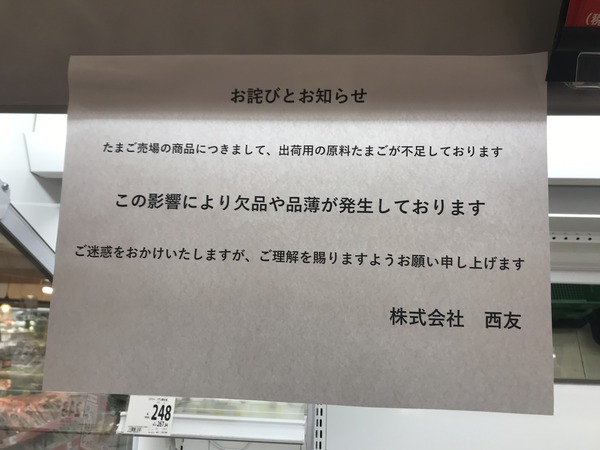 お詫びとお知らせ
たまご売場の商品につきまして、出荷用の原料たまごが不足しております
この影響により欠品や品薄が発生しております
ご迷惑をおかけいたしますが、ご理解を賜りますようお願い申し上げます
株式会社　西友
248